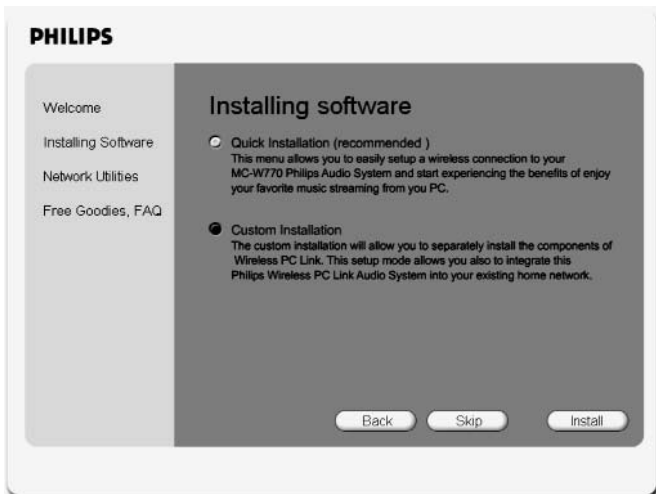 PHILIPS
Welcome
Installing Software
Network Utilities
Free Goodies, FAQ
Installing software
Quick Installation (recommended )
This menu allows you to easily setup a wireless connection to your
MC-W770 Philips Audio System and start experiencing the benefits of enjoy
your favorite music streaming from you PC.
Custom Installation
The custom installation will allow you to separately install the components of
Wireless PC Link. This setup mode allows you also to integrate this
Philips Wireless PC Link Audio System into your existing home network.
Back
Skip
Install